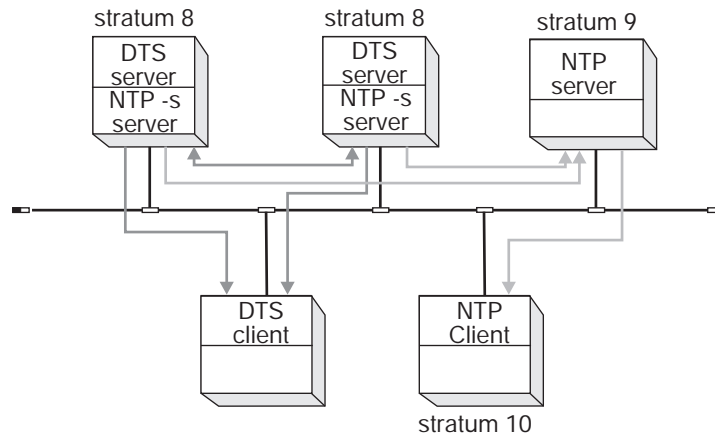 stratum 8
DTS
server
NTP -s
server
stratum 8
DTS
server
NTP -s
server
stratum 9
NTP
server
DTS
client
NTP
Client
stratum 10